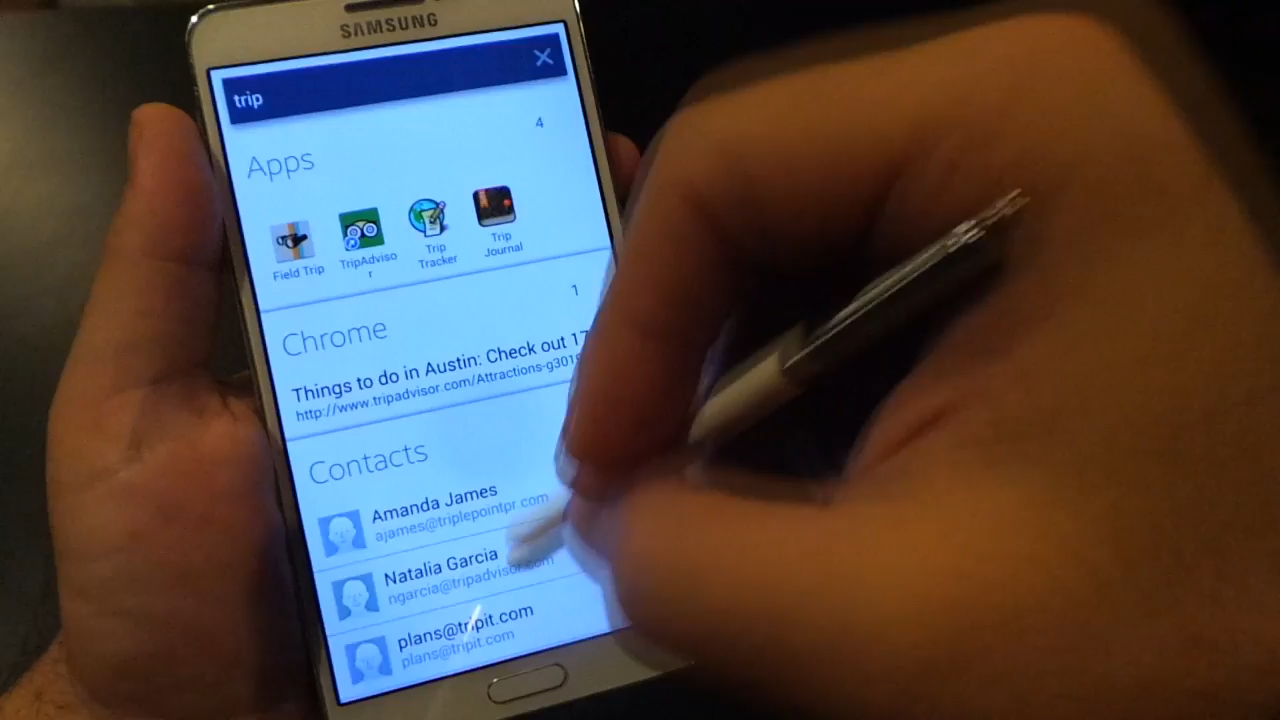 SAMSUNG
trip
4
Apps
Field Trip
TripAdviso
r
Trip
Tracker
Trip
Journal
1
Chrome
Things to do in Austin: Check out 17
http://www.tripadvisor.com/Attractions-g3018
Contacts
Amanda James
ajames@triplepointpr.com
Natalia Garcia
ngarcia@tripadvisor.com
plans@tripit.com
plans@tripit.com